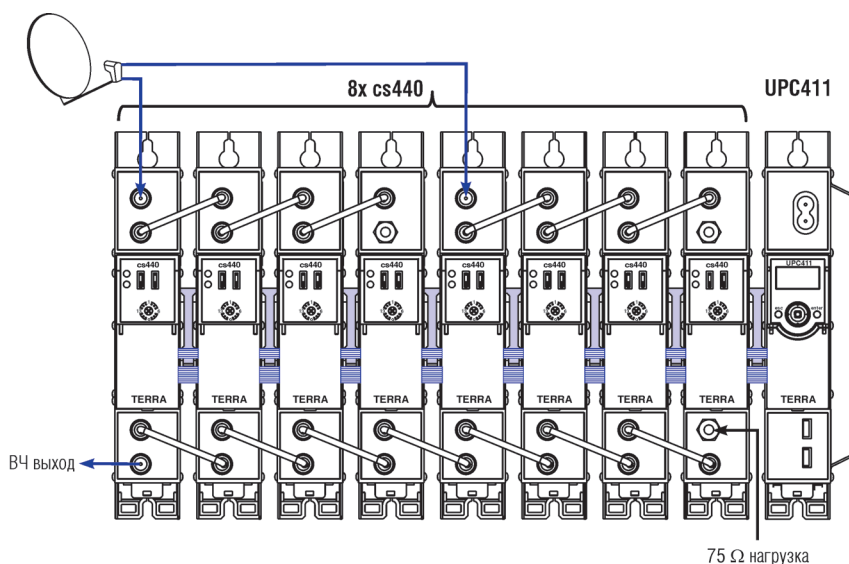 8x cs440
UPC411
cs440 cs440 cs440 cs440 cs440 cs440 cs440 cs440 UPC411
TERRA TERRA TERRA TERRA TERRA TERRA TERRA TERRA TERRA
ВЧ выход
75 Ω нагрузка